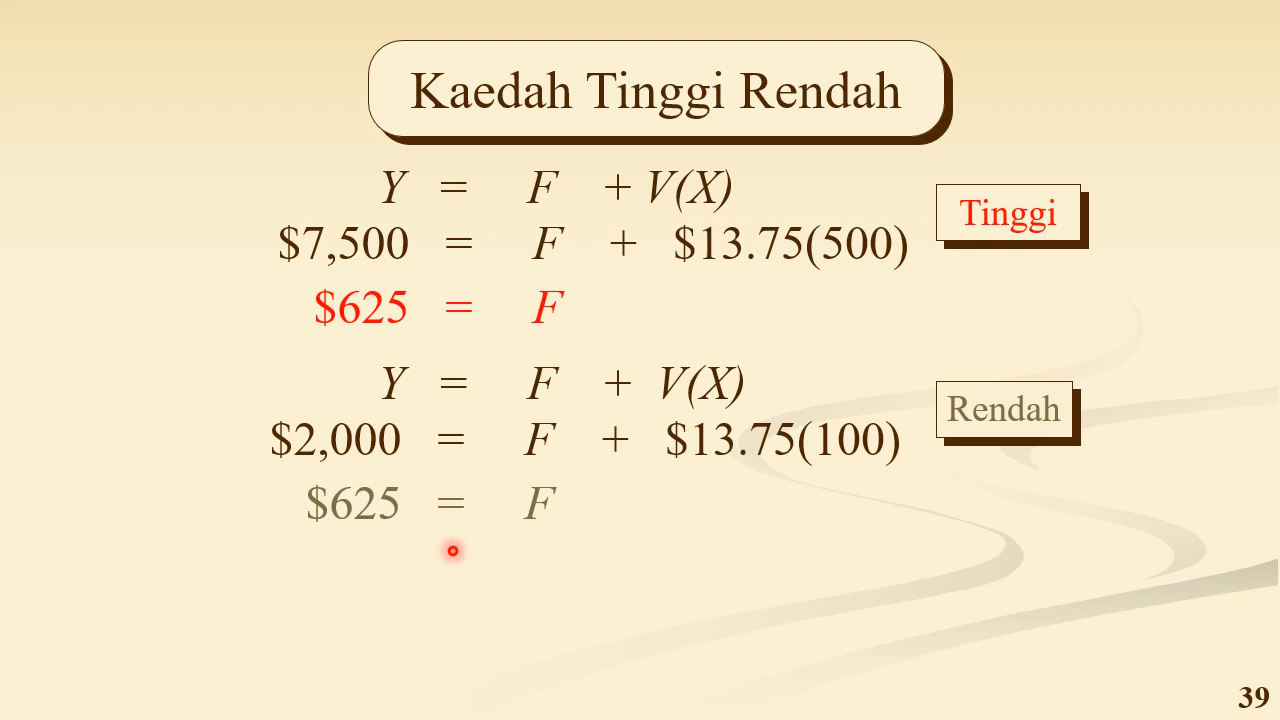 Kaedah Tinggi Rendah
Y = F + V(X)
Tinggi
$7,500 = F + $13.75(500)
$625 = F
Y = F + V(X)
Rendah
$2,000 = F + $13.75(100)
$625 = F
39